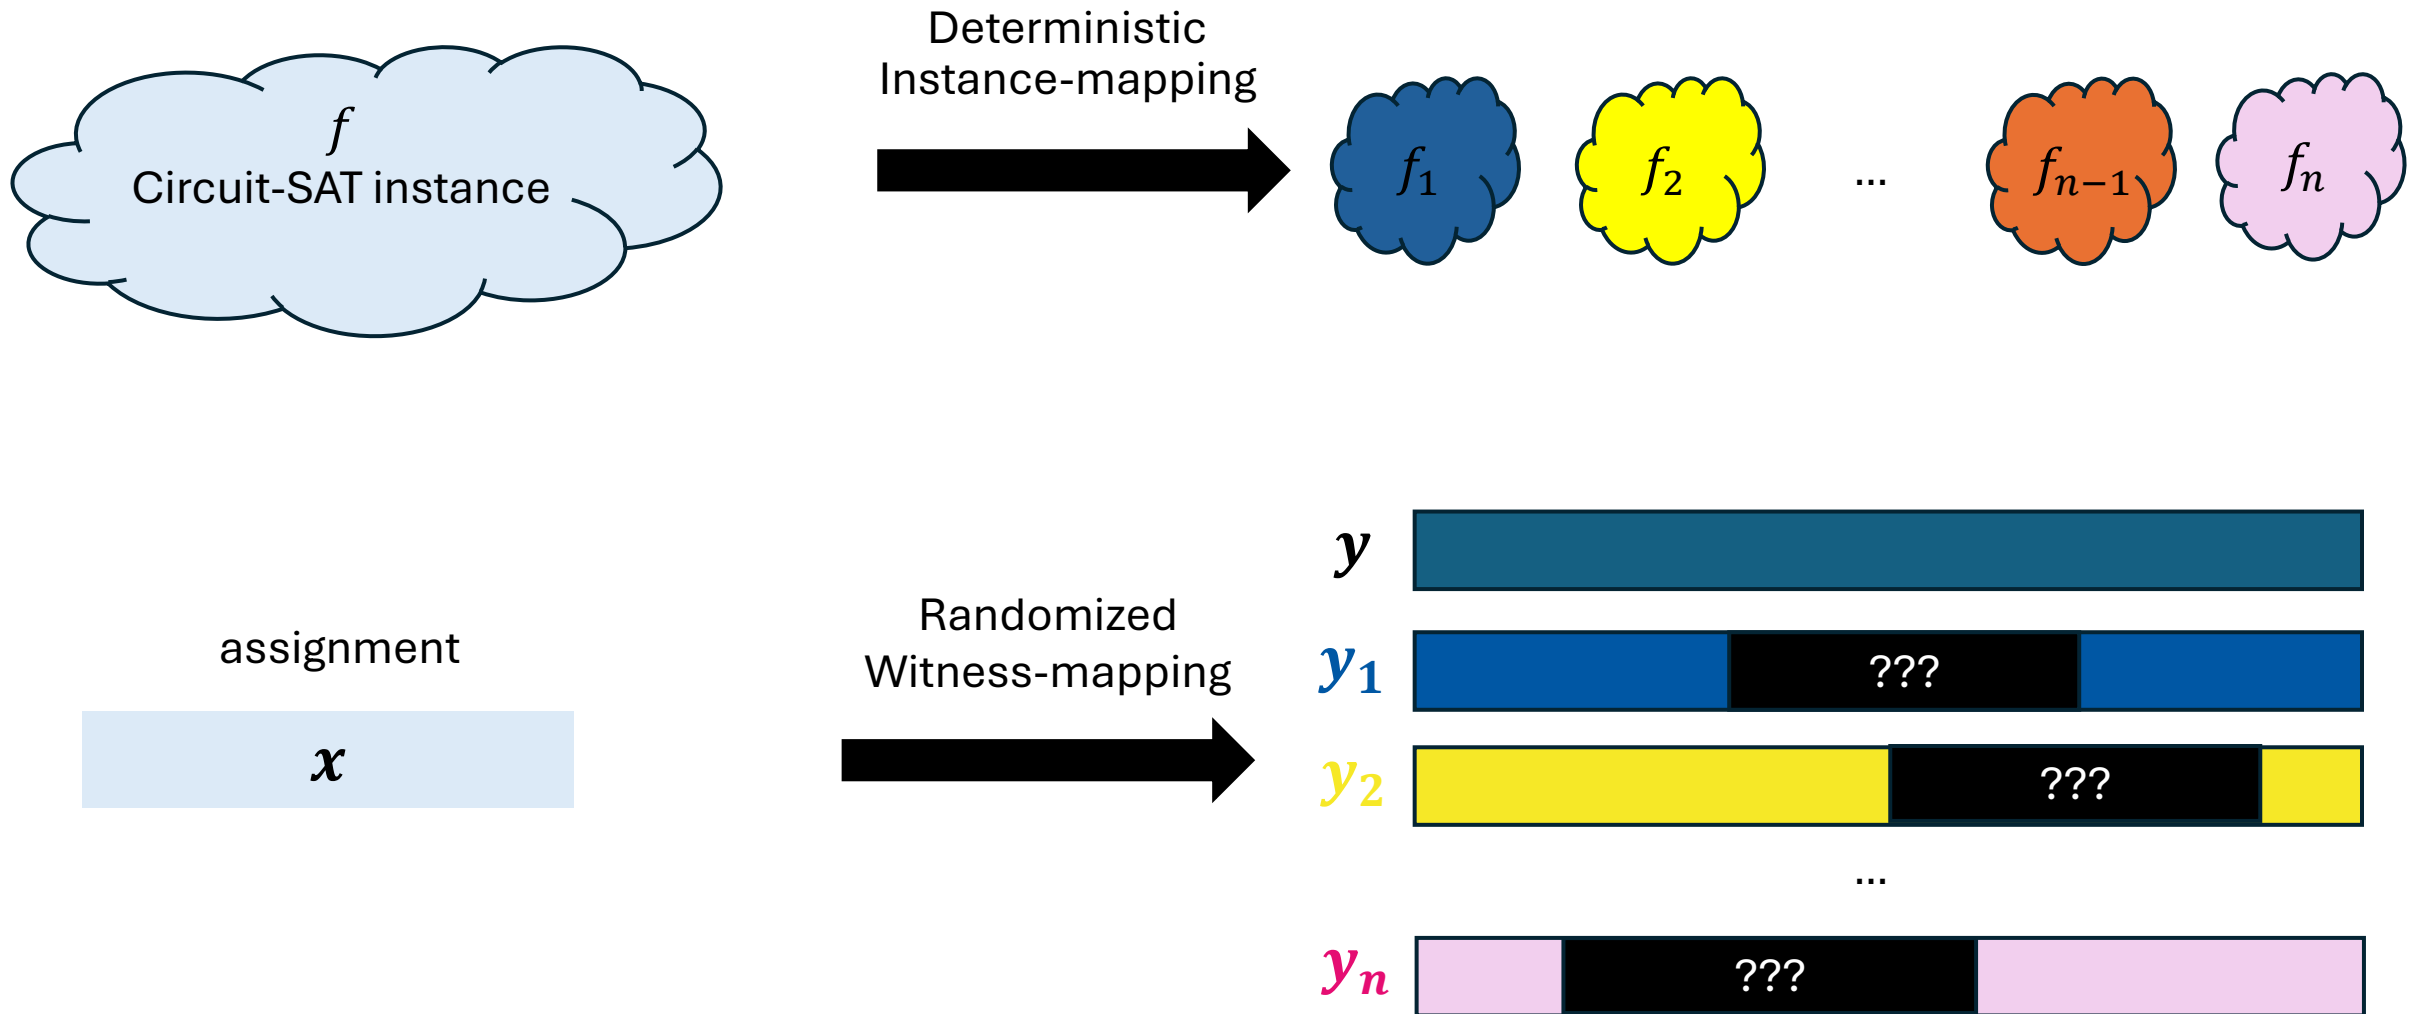 Deterministic
Instance-mapping
f
Circuit-SAT instance
f₁ f₂ ... fₙ₋₁ fₙ
y
assignment
Randomized
Witness-mapping
x
y₁ ???
y₂ ???
...
yₙ ???